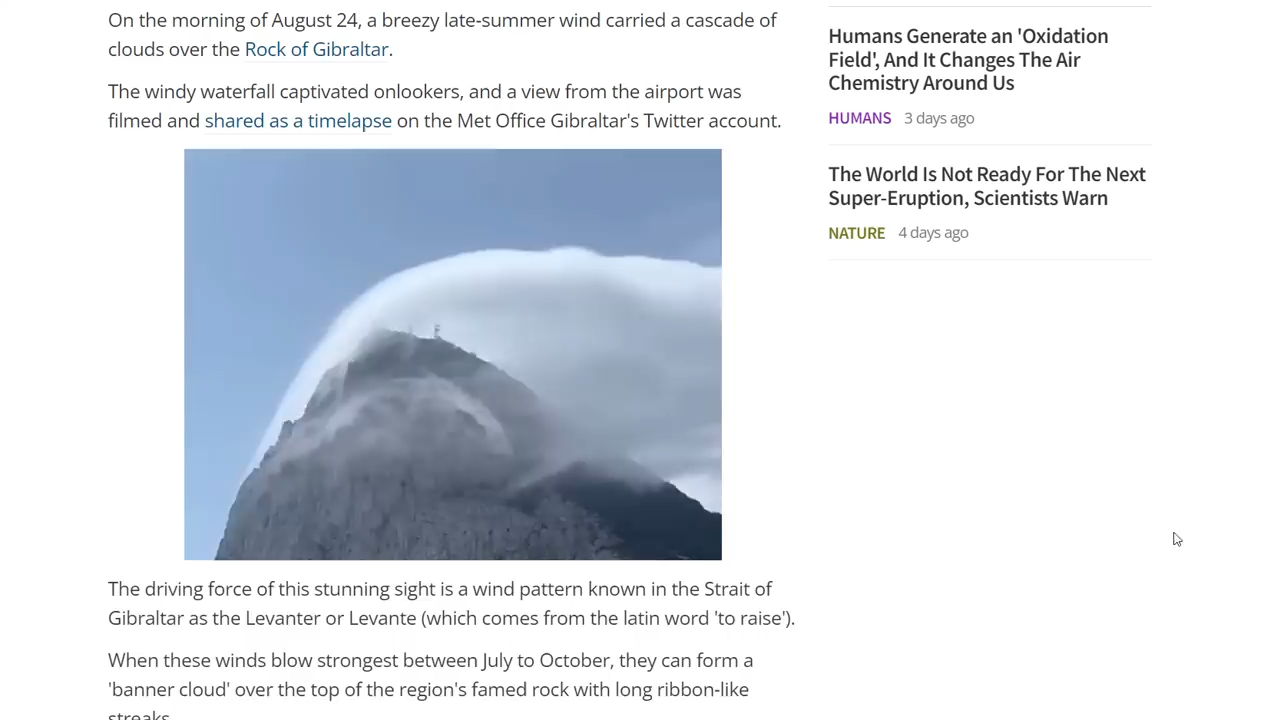 On the morning of August 24, a breezy late-summer wind carried a cascade of
clouds over the Rock of Gibraltar.
The windy waterfall captivated onlookers, and a view from the airport was
filmed and shared as a timelapse on the Met Office Gibraltar's Twitter account.
The driving force of this stunning sight is a wind pattern known in the Strait of
Gibraltar as the Levanter or Levante (which comes from the latin word 'to raise').
When these winds blow strongest between July to October, they can form a
'banner cloud' over the top of the region's famed rock with long ribbon-like
streaks.
Humans Generate an 'Oxidation
Field', And It Changes The Air
Chemistry Around Us
HUMANS 3 days ago
The World Is Not Ready For The Next
Super-Eruption, Scientists Warn
NATURE 4 days ago